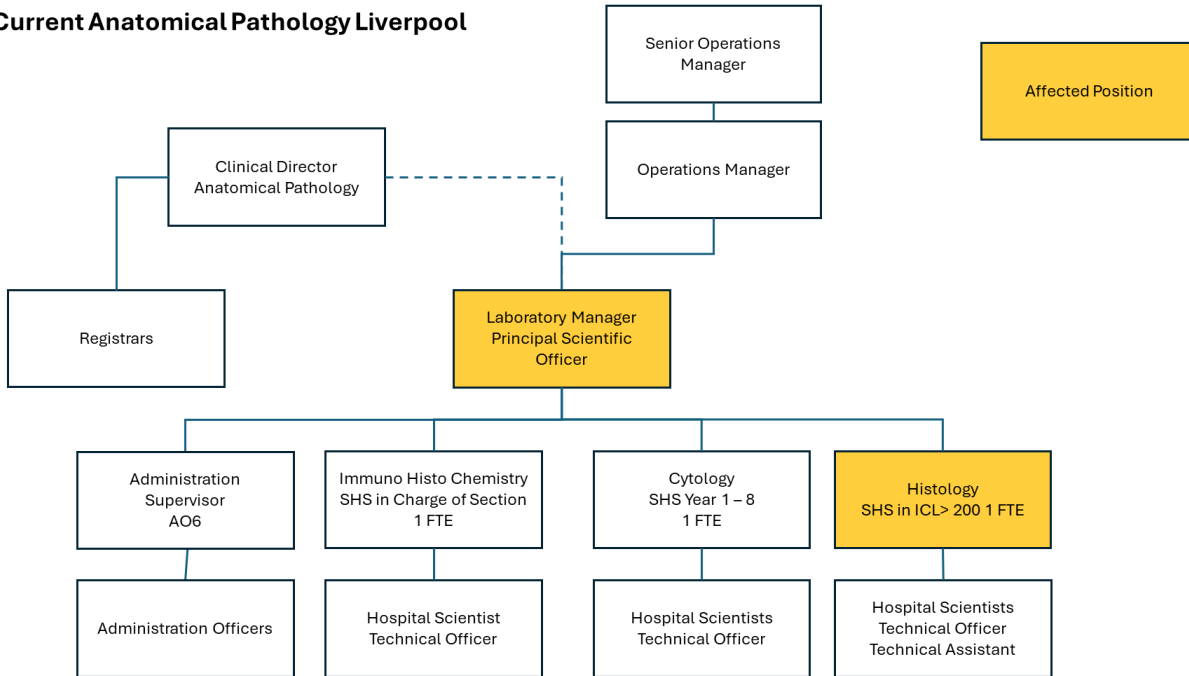 Current Anatomical Pathology Liverpool
Senior Operations
Manager
Affected Position
Clinical Director
Anatomical Pathology
Operations Manager
Registrars
Laboratory Manager
Principal Scientific
Officer
Administration
Supervisor
AO6
Immuno Histo Chemistry
SHS in Charge of Section
1 FTE
Cytology
SHS Year 1 – 8
1 FTE
Histology
SHS in ICL> 200 1 FTE
Administration Officers
Hospital Scientist
Technical Officer
Hospital Scientists
Technical Officer
Hospital Scientists
Technical Officer
Technical Assistant